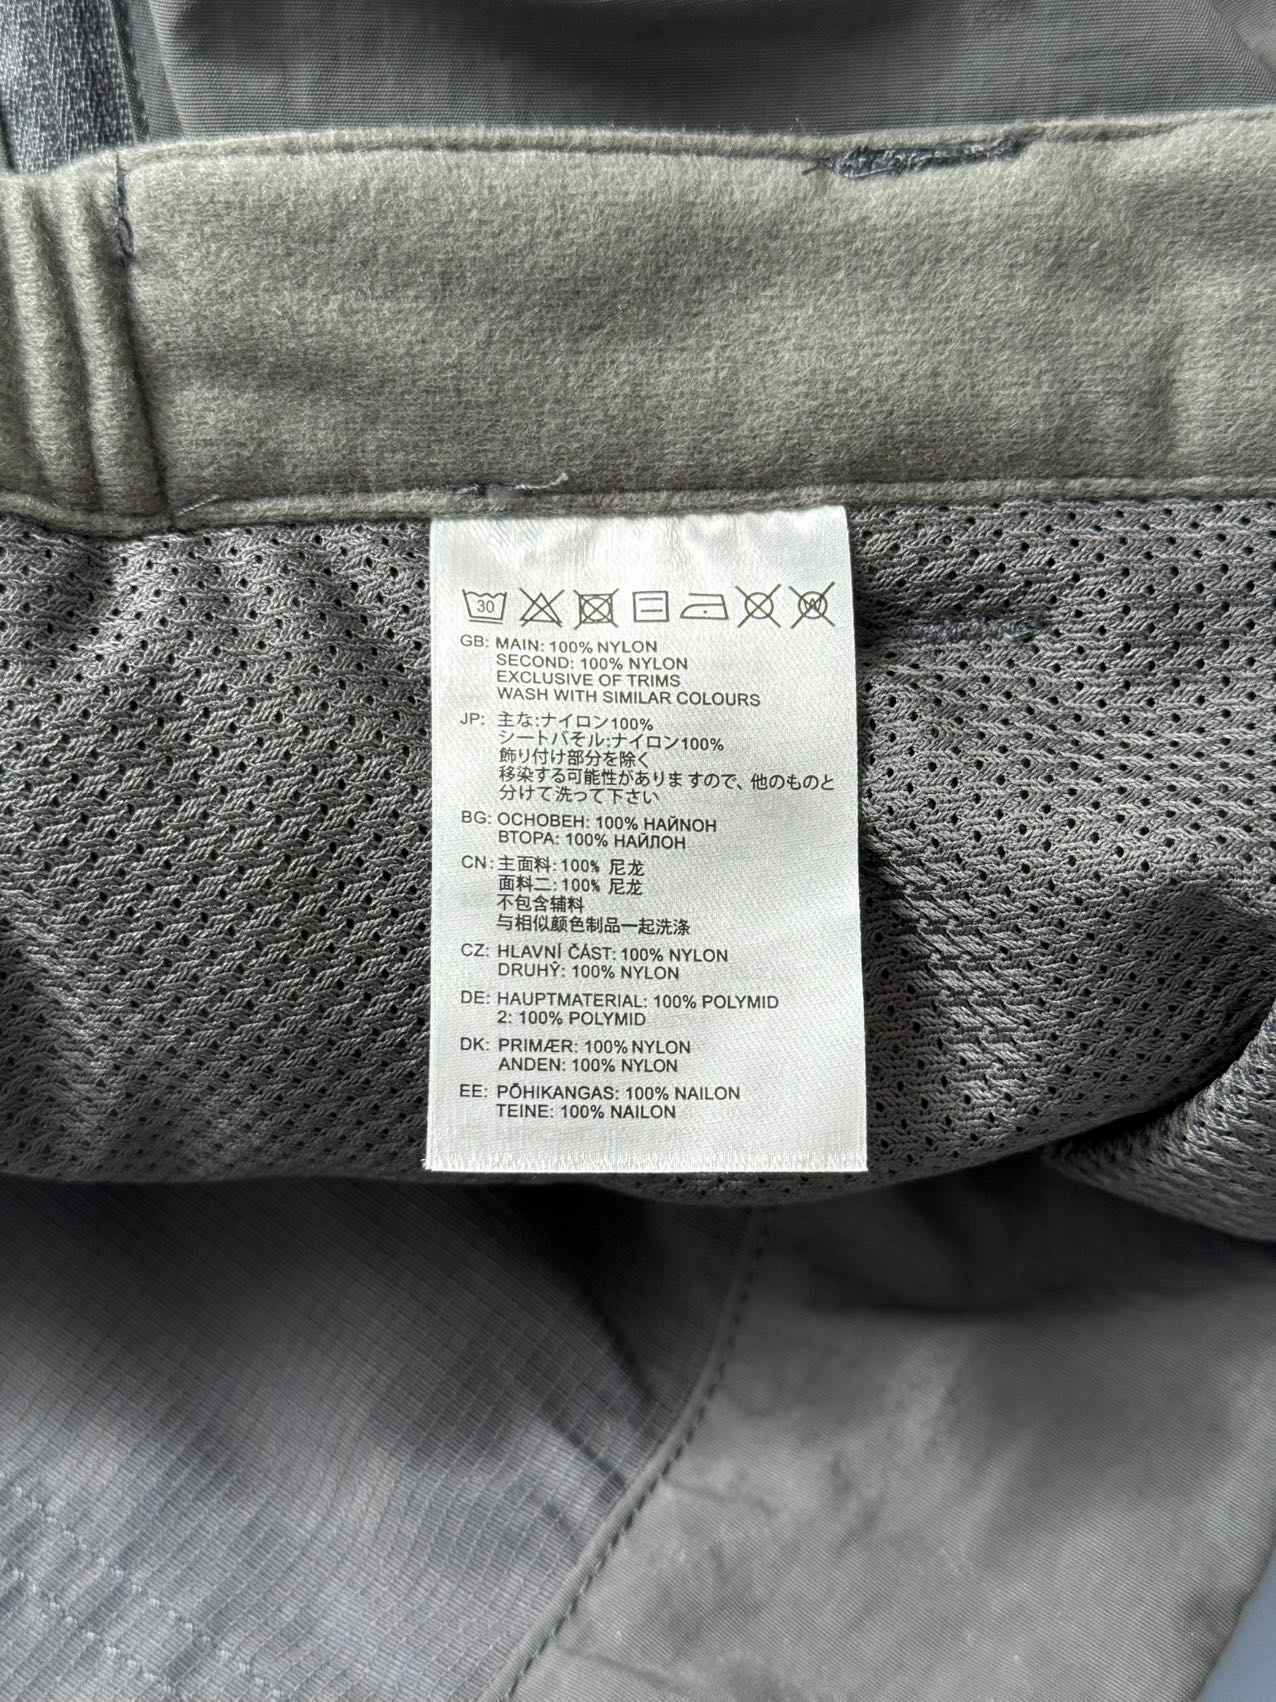 30
W
GB: MAIN: 100% NYLON
SECOND: 100% NYLON
EXCLUSIVE OF TRIMS
WASH WITH SIMILAR COLOURS
JP: 主な:ナイロン100%
シートバそル:ナイロン100%
飾り付け部分を除く
移染する可能性がありま すので、他のものと
分けて洗って下さい
BG: ОСНОВЕН: 100% НАЙNОН
ВТОРА: 100% НАЙЛОН
CN: 主面料: 100% 尼龙
面料二: 100% 尼龙
不包含辅料
与相似颜色制品一起洗涤
CZ: HLAVNÍ ČÁST: 100% NYLON
DRUHÝ: 100% NYLON
DE: HAUPTMATERIAL: 100% POLYMID
2: 100% POLYMID
DK: PRIMÆR: 100% NYLON
ANDEN: 100% NYLON
EE: PÕHIKANGAS: 100% NAILON
TEINE: 100% NAILON